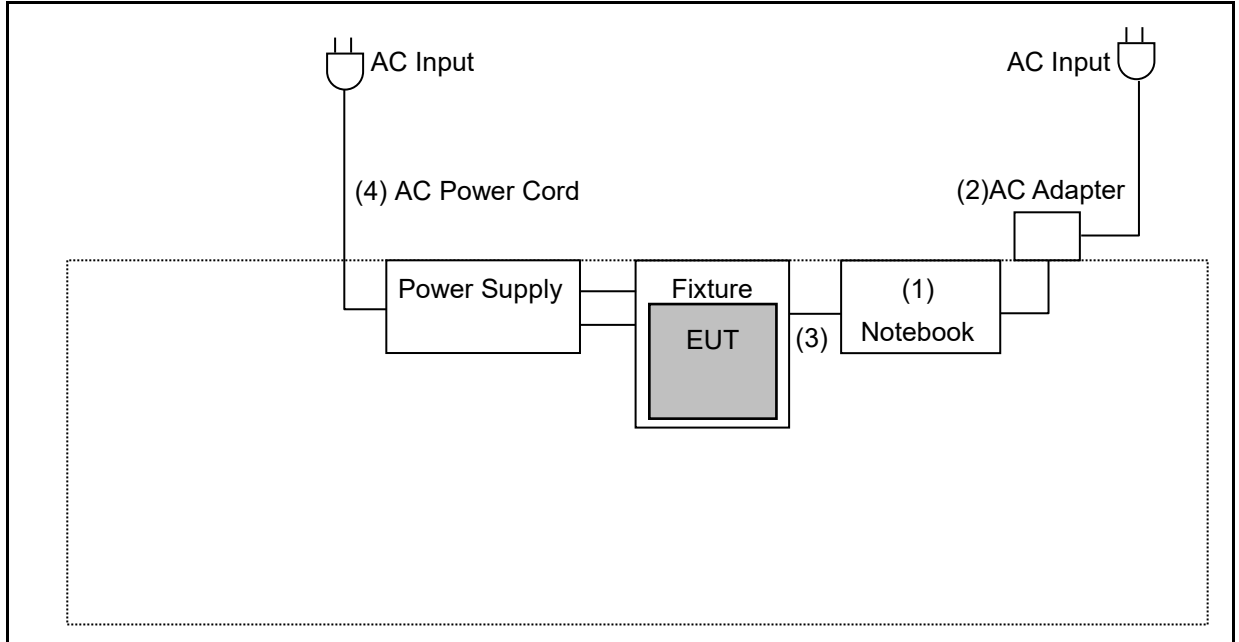 AC Input
AC Input
(4) AC Power Cord
(2)AC Adapter
Power Supply
Fixture
(1)
EUT
(3)
Notebook